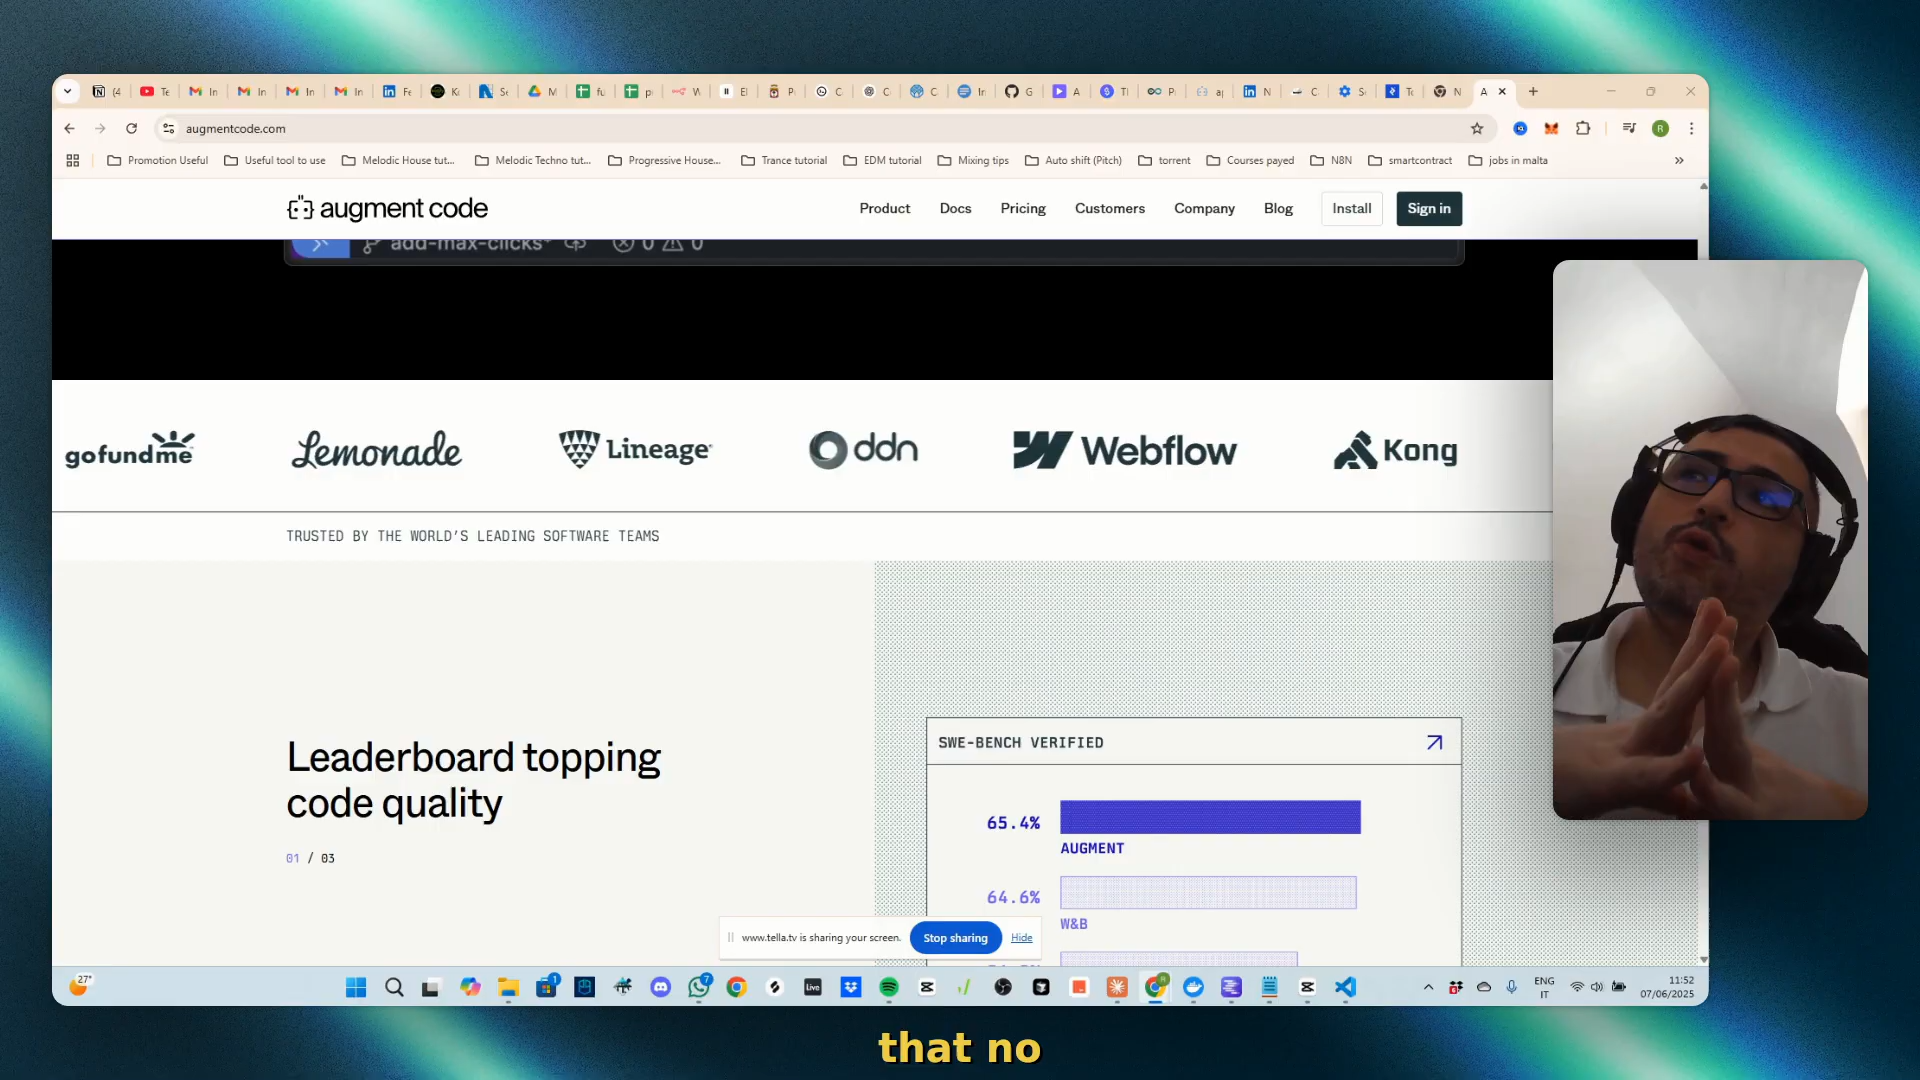 augmentcode.com
Promotion Useful
Useful tool to use
Melodic House tut...
Melodic Techno tut...
Progressive House...
Trance tutorial
EDM tutorial
Mixing tips
Auto shift (Pitch)
torrent
Courses payed
N8N
smartcontract
jobs in malta
augment code
Product
Docs
Pricing
Customers
Company
Blog
Install
Sign in
add-max-clicks*
0
0
gofundme
Lemonade
Lineage
ddn
Webflow
Kong
TRUSTED BY THE WORLD'S LEADING SOFTWARE TEAMS
Leaderboard topping
code quality
01 / 03
SWE-BENCH VERIFIED
65.4%
AUGMENT
64.6%
W&B
www.tella.tv is sharing your screen.
Stop sharing
Hide
27°
ENG
IT
11:52
07/06/2025
that no